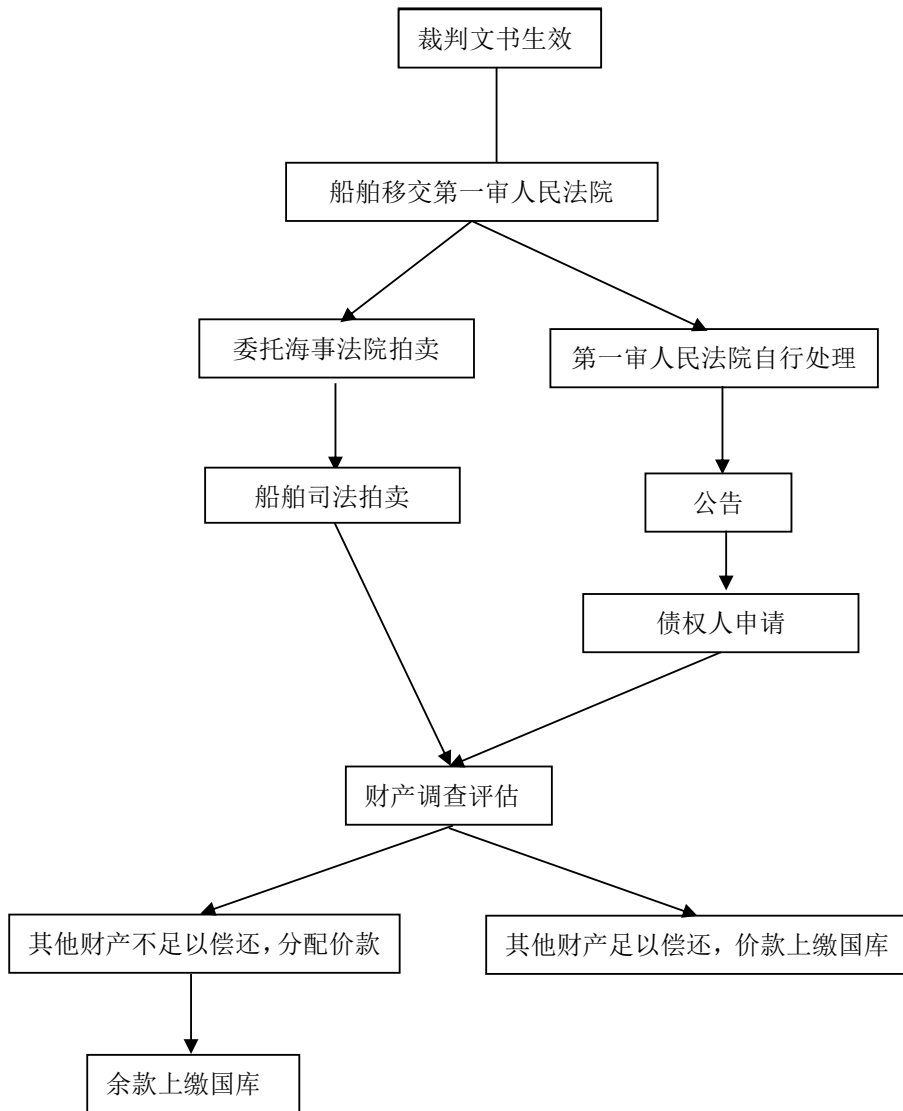 裁判文书生效
船舶移交第一审人民法院
委托海事法院拍卖
第一审人民法院自行处理
船舶司法拍卖
公告
债权人申请
财产调查评估
其他财产不足以偿还,分配价款
其他财产足以偿还，价款上缴国库
余款上缴国库